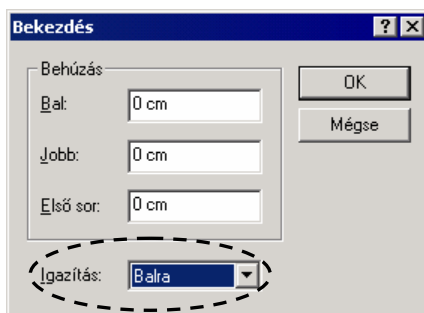 Bekezdés
Behúzás
Bal: 0 cm
OK
Jobb: 0 cm
Mégse
Első sor: 0 cm
Igazítás: Balra